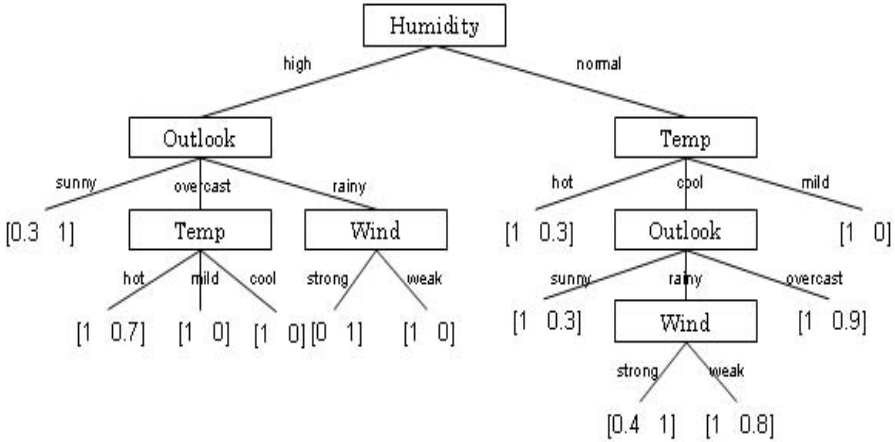 Humidity
high normal
Outlook Temp
sunny overcast rainy hot cool mild
[0.3 1] Temp Wind [1 0.3] Outlook [1 0]
hot mild cool strong weak sunny rainy overcast
[1 0.7] [1 0] [1 0] [0 1] [1 0] [1 0.3] Wind [1 0.9]
strong weak
[0.4 1] [1 0.8]